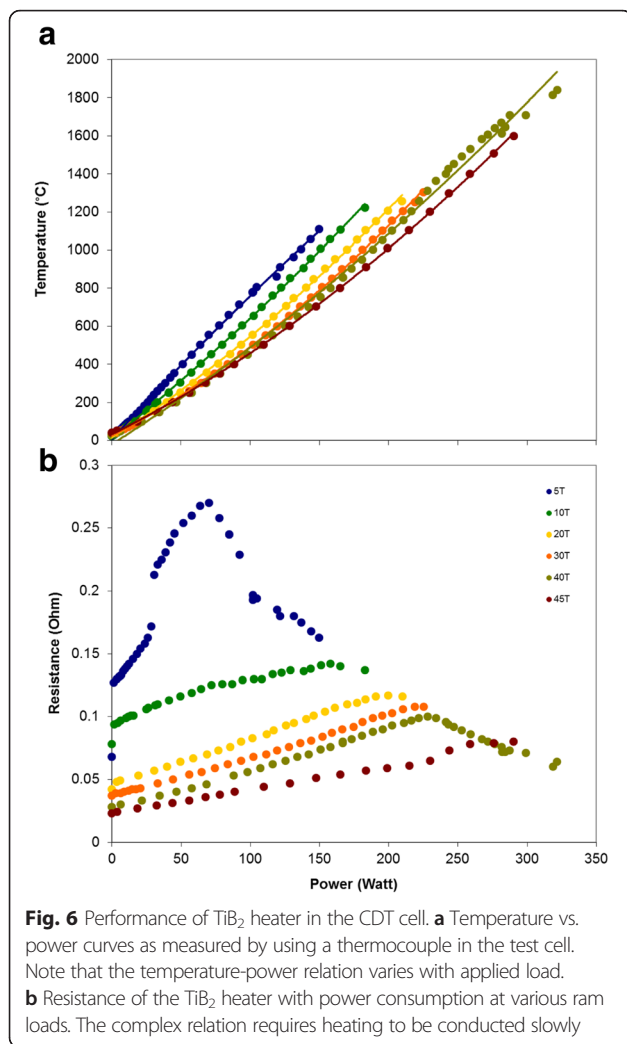 a
2000
1800
1600
1400
1200
1000
800
600
400
200
0
Temperature (°C)
b
0.3
0.25
0.2
0.15
0.1
0.05
0
Resistance (Ohm)
5T
10T
20T
30T
40T
45T
0 50 100 150 200 250 300 350
Power (Watt)
Fig. 6 Performance of TiB₂ heater in the CDT cell. a Temperature vs.
power curves as measured by using a thermocouple in the test cell.
Note that the temperature-power relation varies with applied load.
b Resistance of the TiB₂ heater with power consumption at various ram
loads. The complex relation requires heating to be conducted slowly